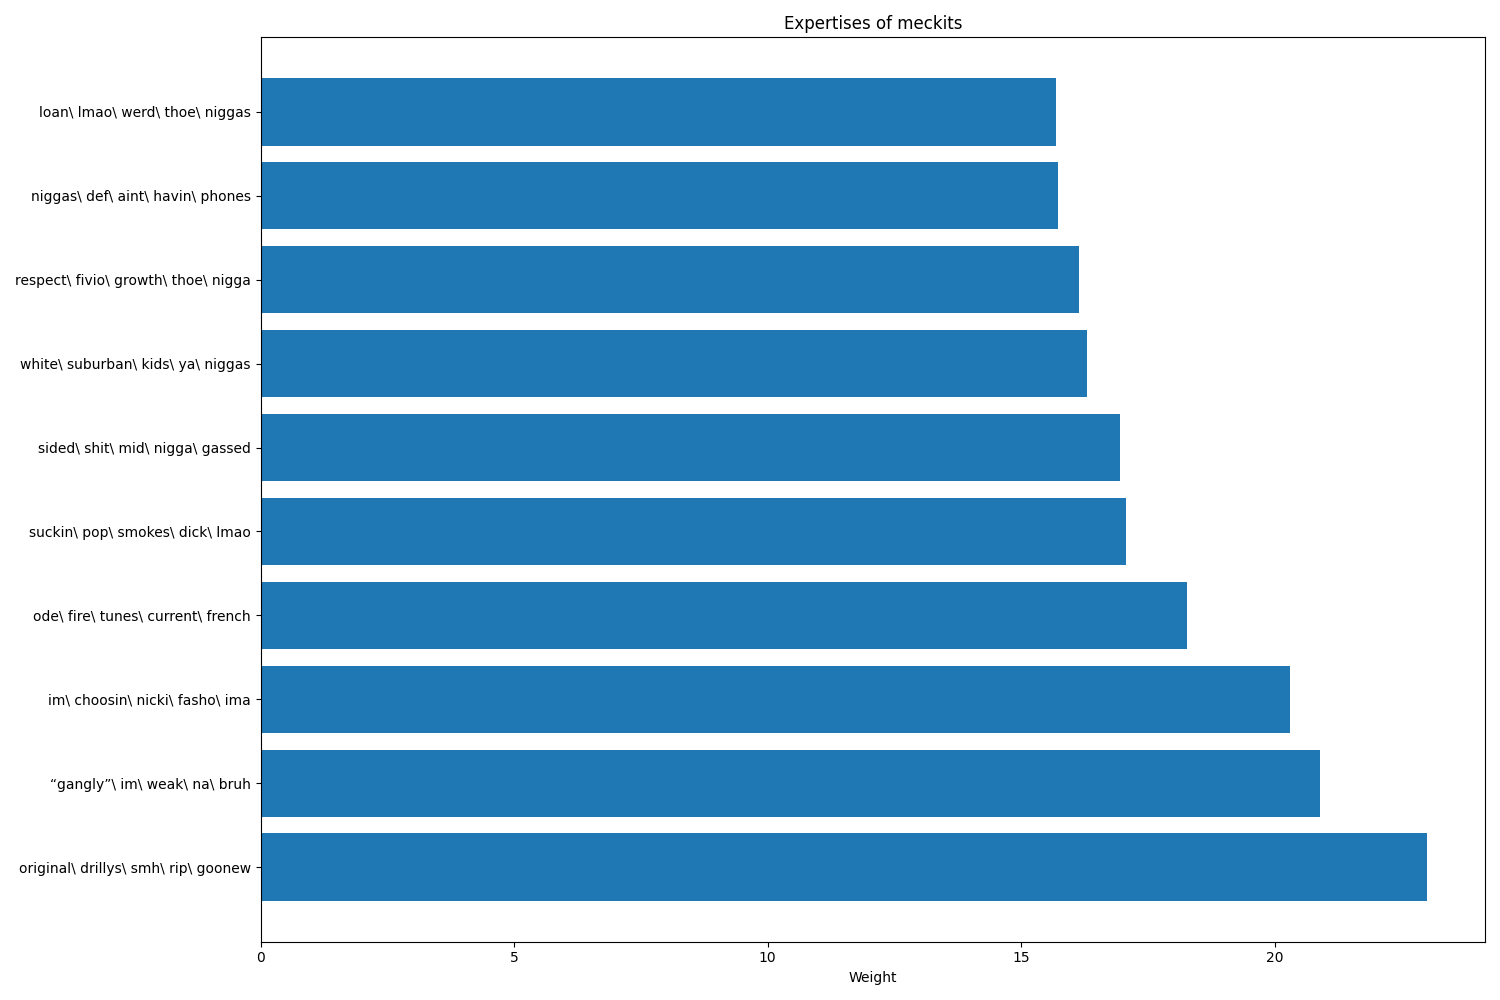 Expertises of meckits
loan\ lmao\ werd\ thoe\ niggas
niggas\ def\ aint\ havin\ phones
respect\ fivio\ growth\ thoe\ nigga
white\ suburban\ kids\ ya\ niggas
sided\ shit\ mid\ nigga\ gassed
suckin\ pop\ smokes\ dick\ lmao
ode\ fire\ tunes\ current\ french
im\ choosin\ nicki\ fasho\ ima
“gangly”\ im\ weak\ na\ bruh
original\ drillys\ smh\ rip\ goonew
0 5 10 15 20
Weight